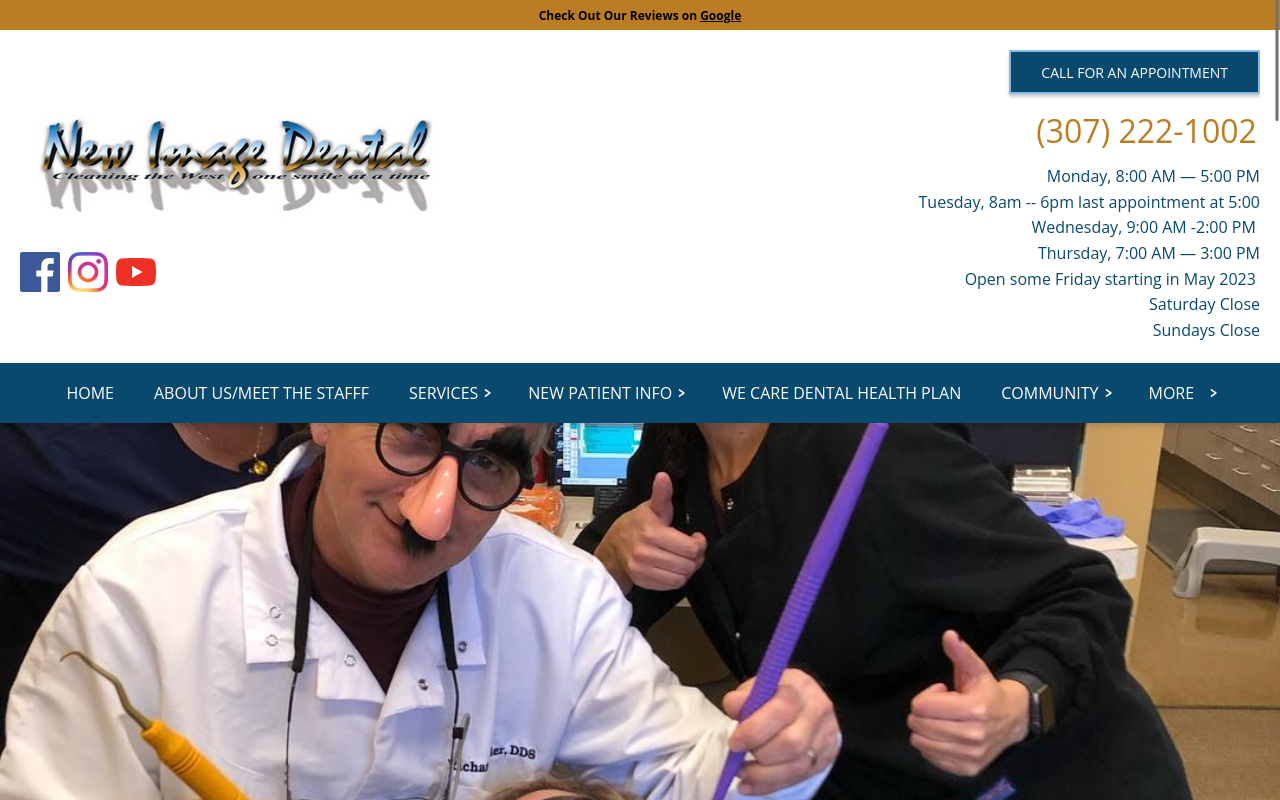 Check Out Our Reviews on Google
CALL FOR AN APPOINTMENT
(307) 222-1002
New Image Dental
Cleaning the West one smile at a time
Monday, 8:00 AM — 5:00 PM
Tuesday, 8am -- 6pm last appointment at 5:00
Wednesday, 9:00 AM -2:00 PM
Thursday, 7:00 AM — 3:00 PM
Open some Friday starting in May 2023
Saturday Close
Sundays Close
HOME ABOUT US/MEET THE STAFFF SERVICES > NEW PATIENT INFO > WE CARE DENTAL HEALTH PLAN COMMUNITY > MORE >
DDS